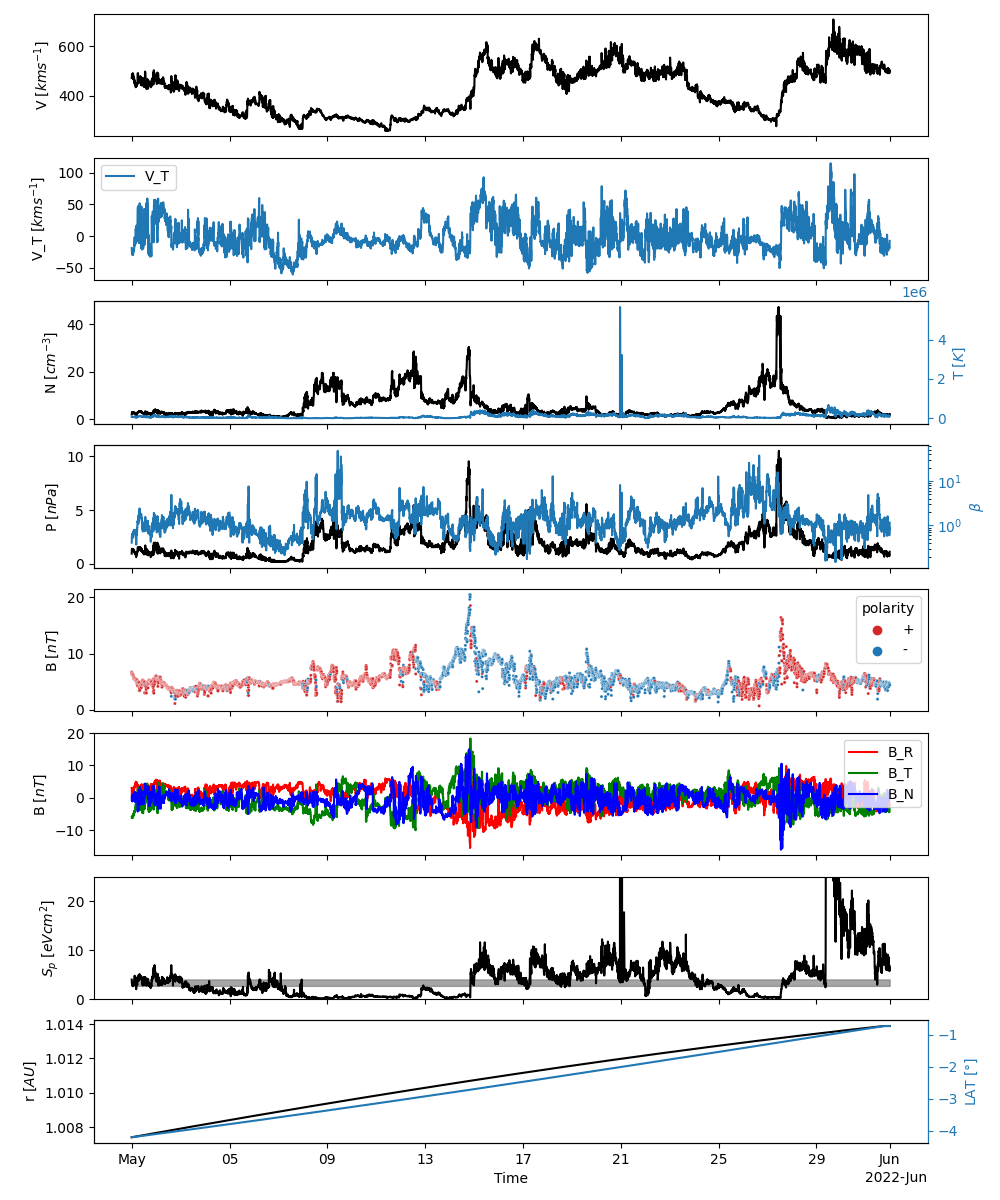 V [kms⁻¹]
600
400
V_T [kms⁻¹]
100
50
0
−50
V_T
1e6
N [cm⁻³]
40
20
0
4
2
0
T [K]
P [nPa]
10
5
0
10¹
10⁰
β
B [nT]
20
10
0
polarity
+
-
B [nT]
20
10
0
−10
B_R
B_T
B_N
Sₚ [eVcm²]
20
10
0
r [AU]
1.014
1.012
1.010
1.008
−1
−2
−3
−4
LAT [°]
May 05 09 13 17 21 25 29 Jun
Time
2022-Jun